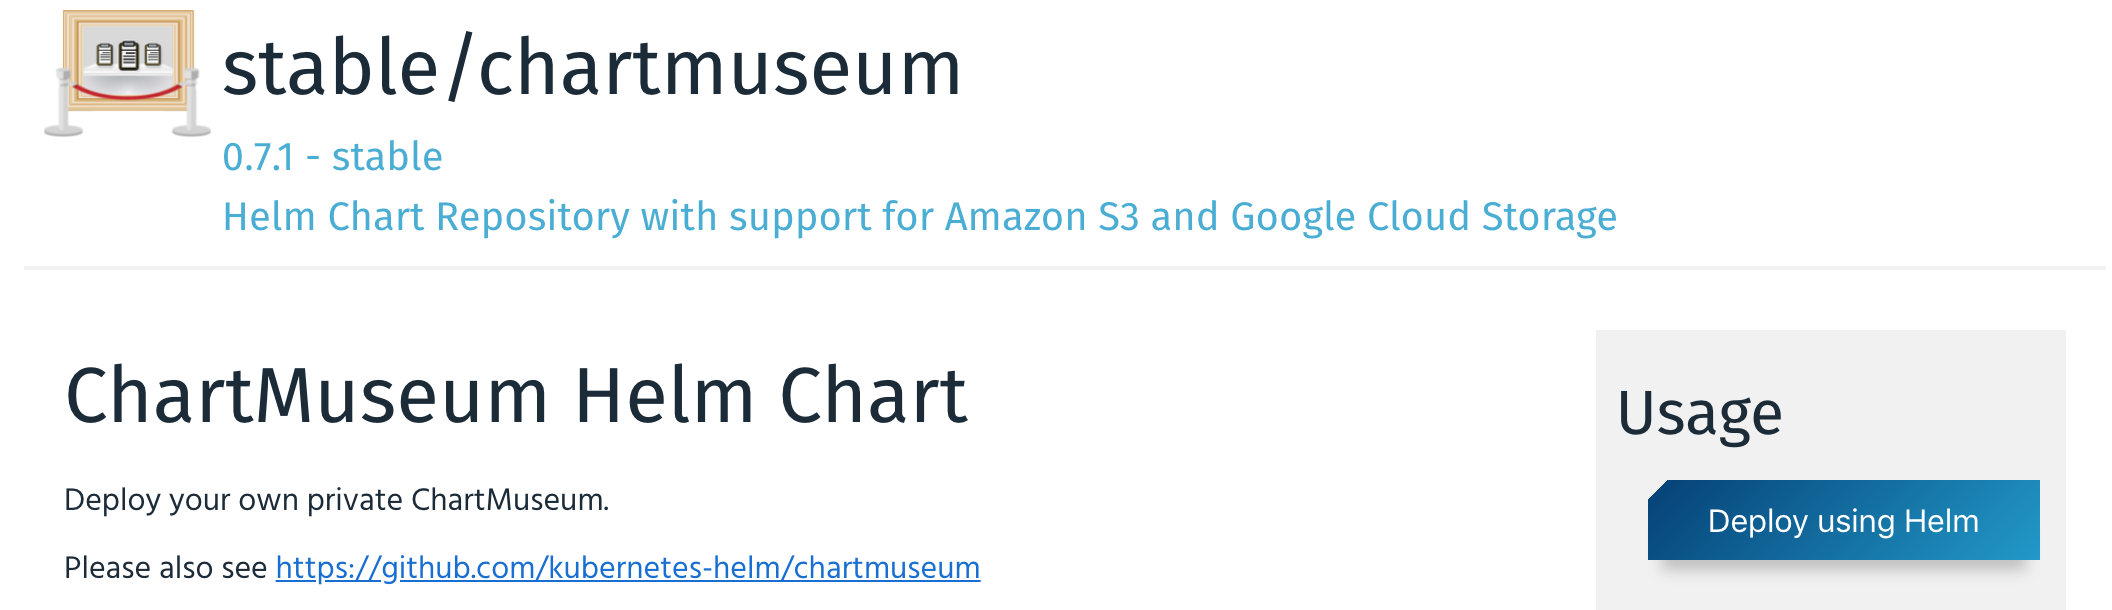 stable/chartmuseum
0.7.1 - stable
Helm Chart Repository with support for Amazon S3 and Google Cloud Storage
ChartMuseum Helm Chart
Deploy your own private ChartMuseum.
Please also see https://github.com/kubernetes-helm/chartmuseum
Usage
Deploy using Helm